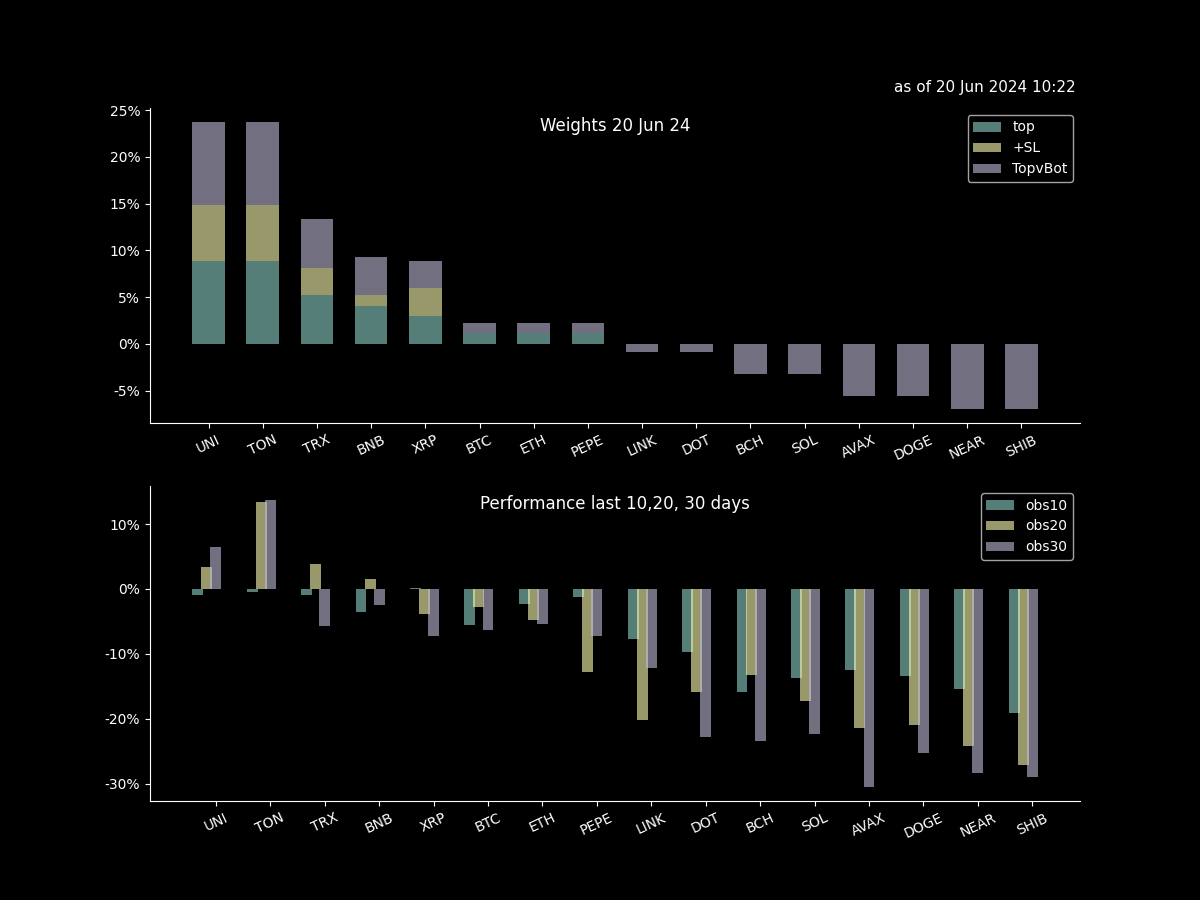 as of 20 Jun 2024 10:22
Weights 20 Jun 24
top
+SL
TopvBot
25%
20%
15%
10%
5%
0%
-5%
UNI TON TRX BNB XRP BTC ETH PEPE LINK DOT BCH SOL AVAX DOGE NEAR SHIB
Performance last 10,20, 30 days
obs10
obs20
obs30
10%
0%
-10%
-20%
-30%
UNI TON TRX BNB XRP BTC ETH PEPE LINK DOT BCH SOL AVAX DOGE NEAR SHIB